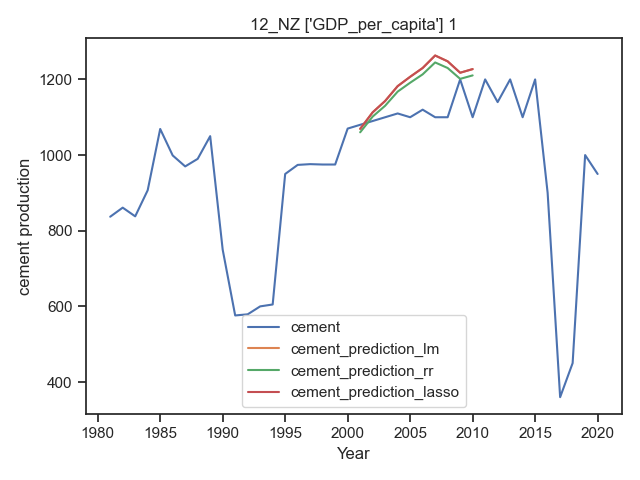 12_NZ ['GDP_per_capita'] 1
cement production
1200
1000
800
600
400
cement
cement_prediction_lm
cement_prediction_rr
cement_prediction_lasso
1980 1985 1990 1995 2000 2005 2010 2015 2020
Year